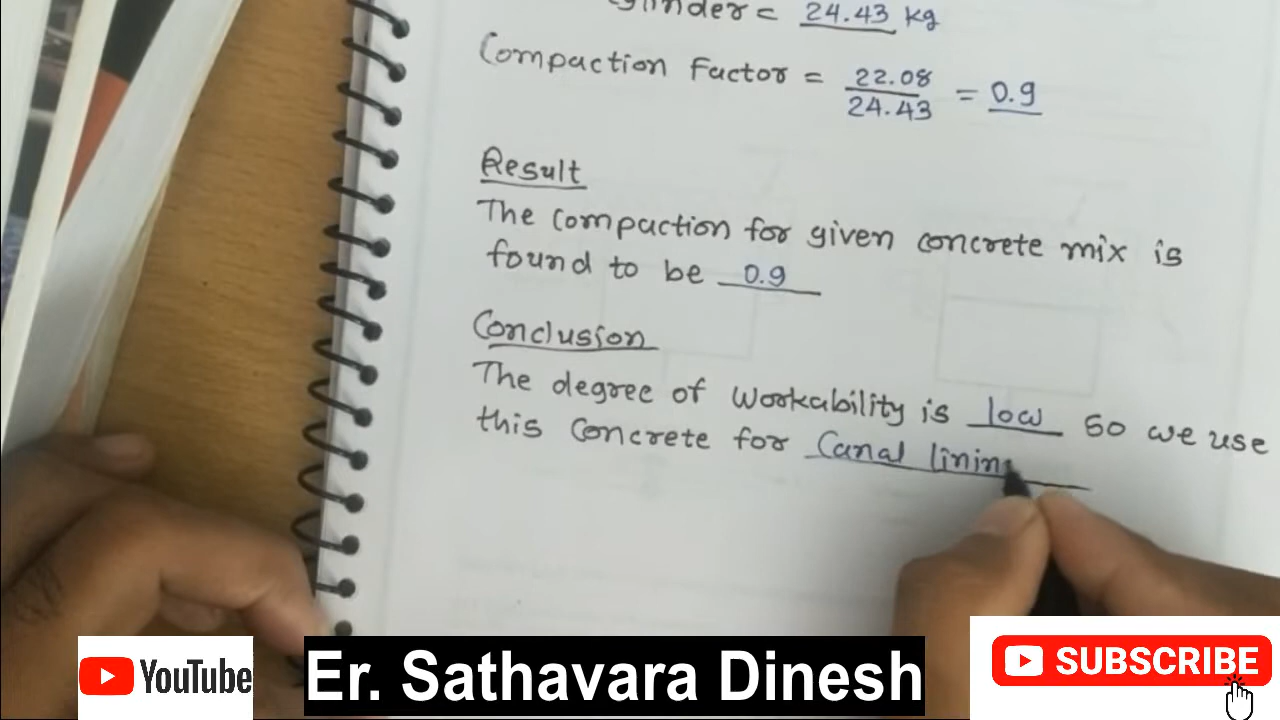 Cylinder = 24.43 kg
Compaction Factor = 22.08 / 24.43 = 0.9
Result
The compaction for given concrete mix is
found to be 0.9
Conclusion
The degree of workability is low so we use
this concrete for Canal linin
YouTube
Er. Sathavara Dinesh
SUBSCRIBE